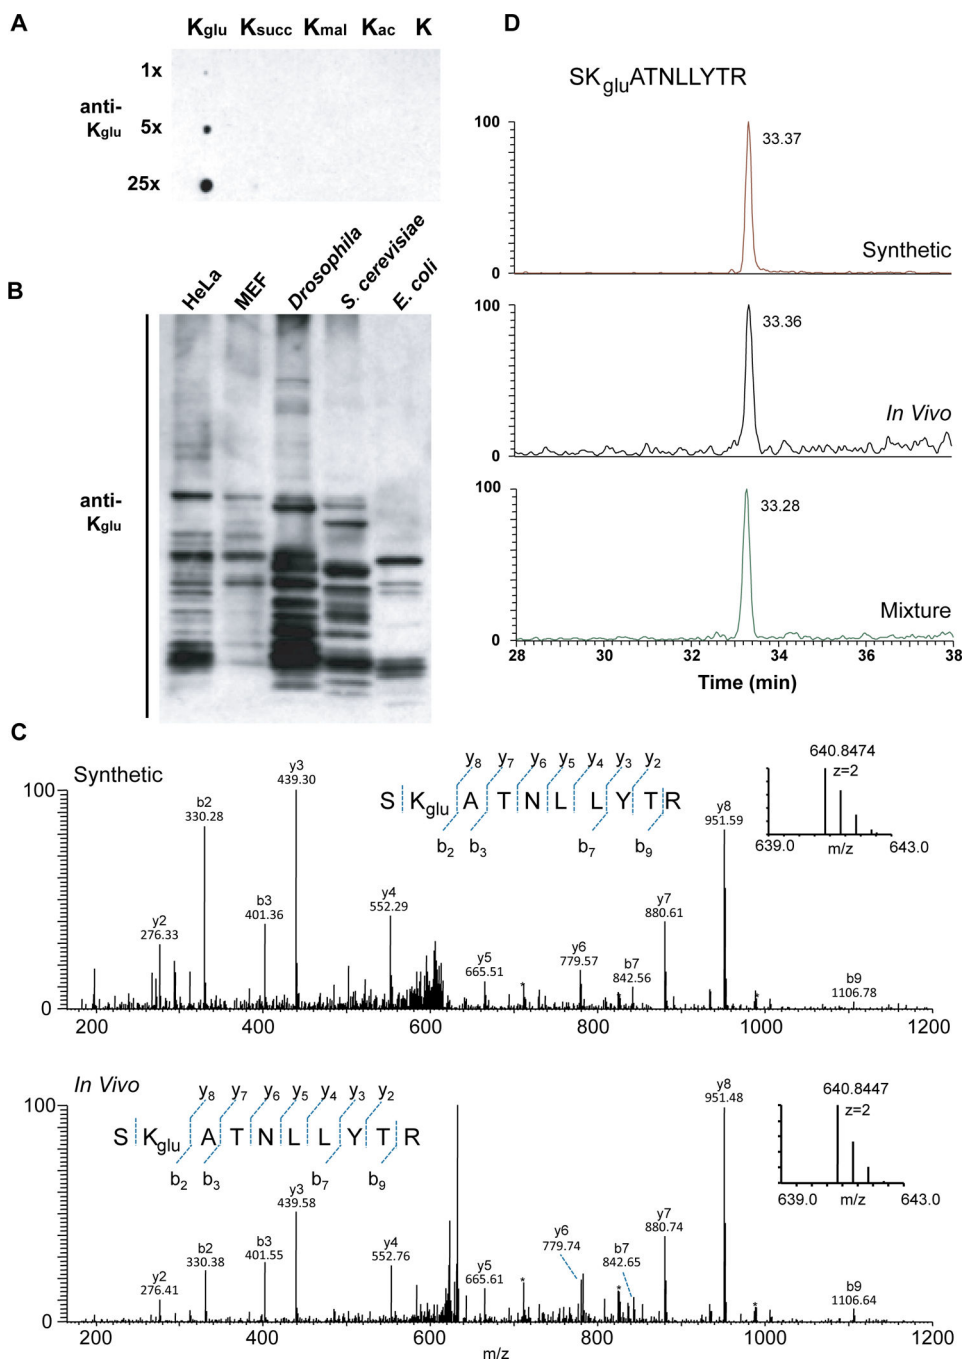 A
Kglu Ksucc Kmal Kac K
1x
anti-
Kglu
5x
25x
B
HeLa MEF Drosophila S. cerevisiae E. coli
anti-
Kglu
D
SKgluATNLLYTR
100
33.37
Synthetic
0
100
33.36
In Vivo
0
100
33.28
Mixture
0
28 30 32 34 36 38
Time (min)
C
Synthetic
100
50
0
y2
276.33
b2
330.28
b3
401.36
y3
439.30
y4
552.29
y5
665.51
*
y6
779.57
b7
842.56
y7
880.61
y8
951.59
*
b9
1106.78
y8 y7 y6 y5 y4 y3 y2
S Kglu A T N L L Y T R
b2 b3 b7 b9
640.8474
z=2
639.0 m/z 643.0
200 400 600 800 1000 1200
In Vivo
100
50
0
y8 y7 y6 y5 y4 y3 y2
S Kglu A T N L L Y T R
b2 b3 b7 b9
y2
276.41
b2
330.38
b3
401.55
y3
439.58
y4
552.76
y5
665.61
*
y6
779.74
*
b7
842.65
y7
880.74
y8
951.48
*
b9
1106.64
640.8447
z=2
639.0 m/z 643.0
200 400 600 800 1000 1200
m/z